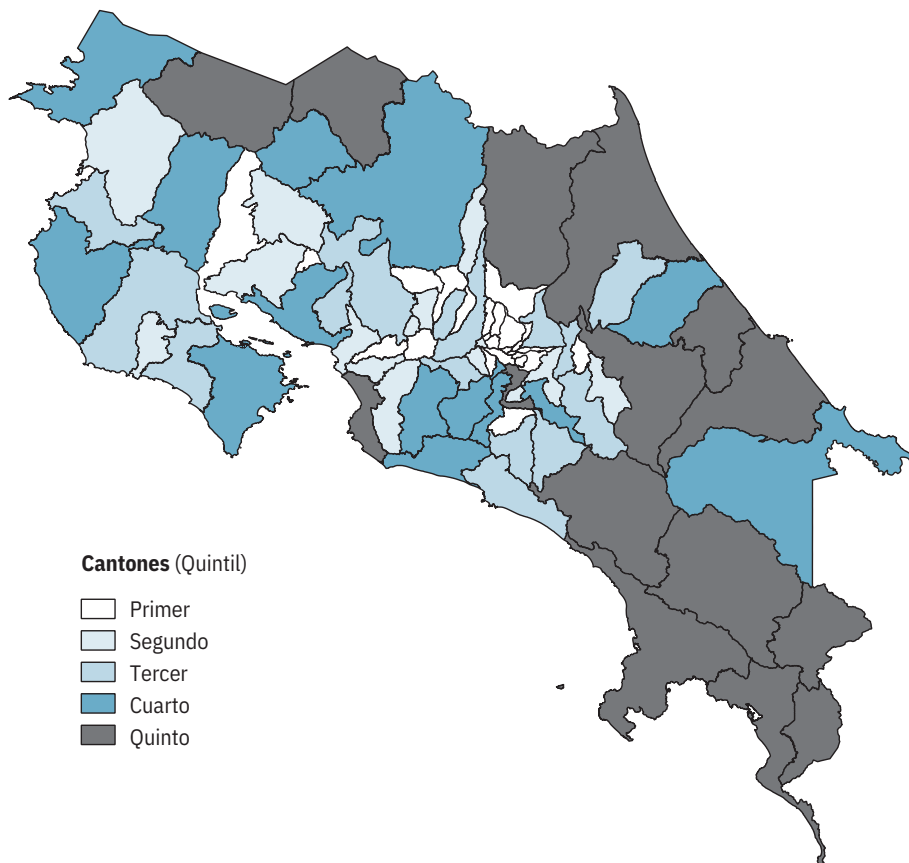 Cantones (Quintil)
Primer
Segundo
Tercer
Cuarto
Quinto